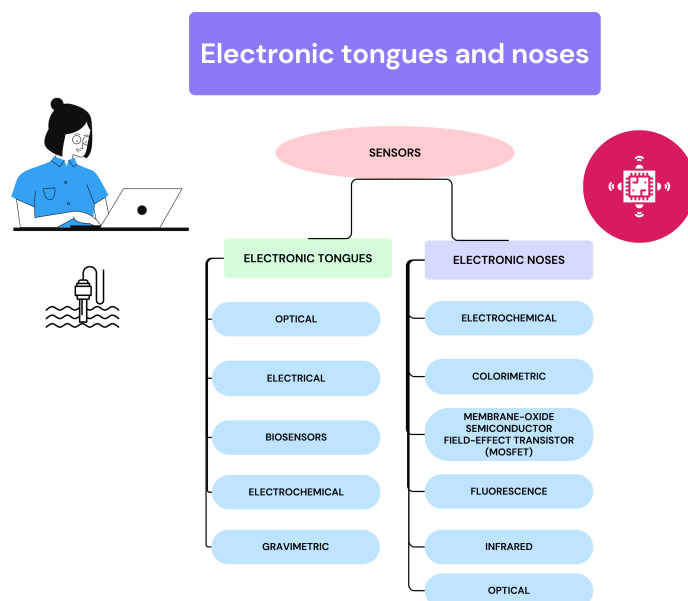 Electronic tongues and noses
SENSORS
ELECTRONIC TONGUES
OPTICAL
ELECTRICAL
BIOSENSORS
ELECTROCHEMICAL
GRAVIMETRIC
ELECTRONIC NOSES
ELECTROCHEMICAL
COLORIMETRIC
MEMBRANE-OXIDE
SEMICONDUCTOR
FIELD-EFFECT TRANSISTOR
(MOSFET)
FLUORESCENCE
INFRARED
OPTICAL